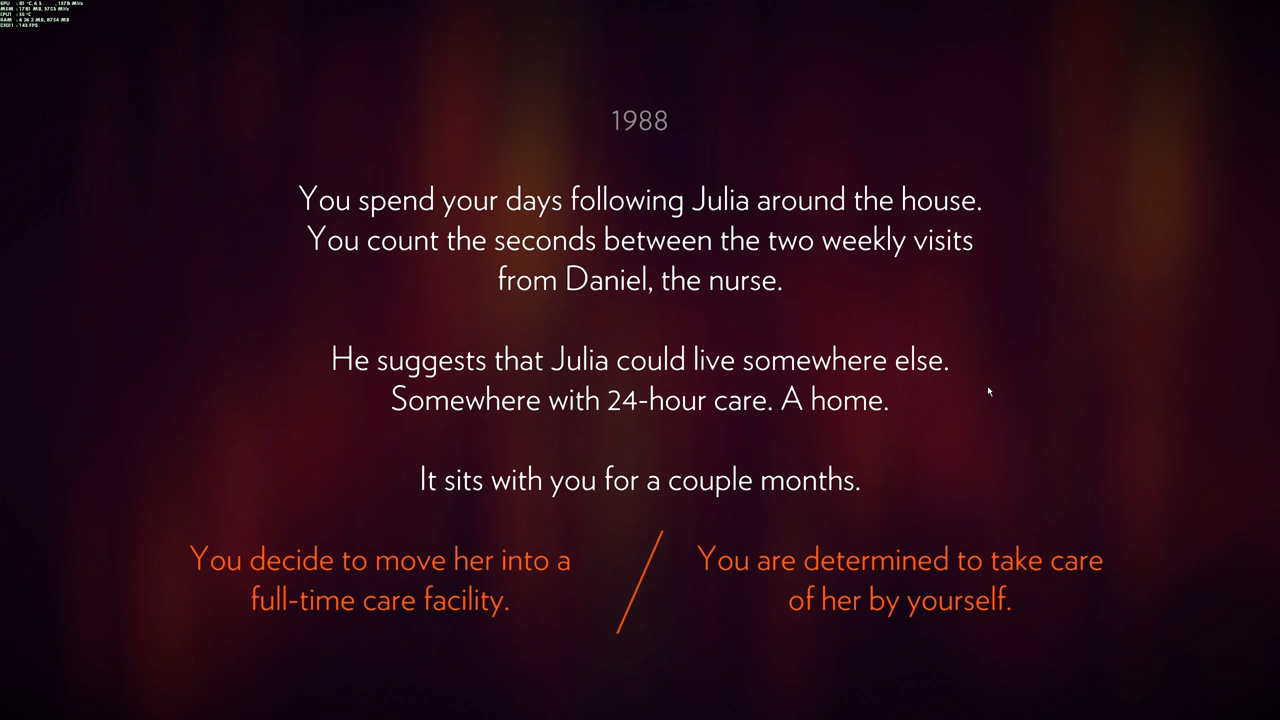 1988
You spend your days following Julia around the house.
You count the seconds between the two weekly visits
from Daniel, the nurse.
He suggests that Julia could live somewhere else.
Somewhere with 24-hour care. A home.
It sits with you for a couple months.
You decide to move her into a
full-time care facility.
You are determined to take care
of her by yourself.